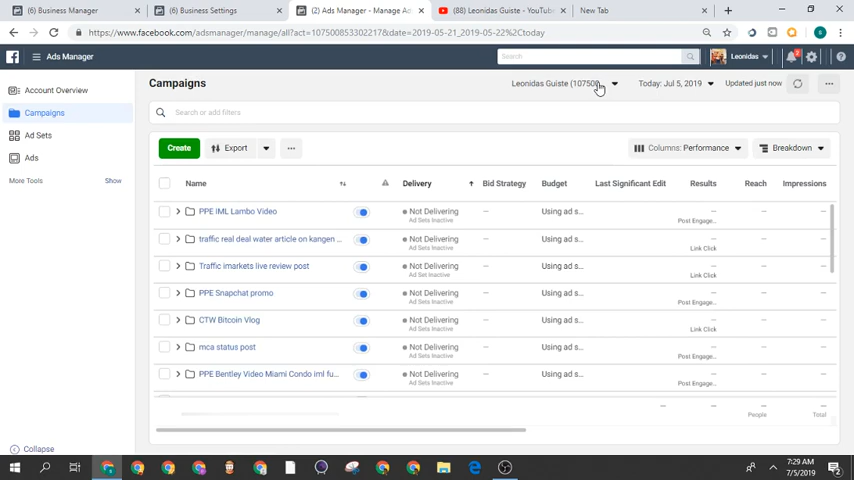 (6) Business Manager
(6) Business Settings
(2) Ads Manager - Manage Ad
(88) Leonidas Guiste - YouTube
New Tab
https://www.facebook.com/adsmanager/manage/all?act=107500853302217&date=2019-05-21_2019-05-22%2Ctoday
Ads Manager
Search
Leonidas
Account Overview
Campaigns
Ad Sets
Ads
More Tools
Show
Collapse
Campaigns
Leonidas Guiste (107500
Today: Jul 5, 2019
Updated just now
Search or add filters
Create
Export
Columns: Performance
Breakdown
Name
Delivery
Bid Strategy
Budget
Last Significant Edit
Results
Reach
Impressions
PPE IML Lambo Video
Not Delivering
Ad Sets Inactive
—
Using ad s...
—
Post Engage...
—
—
traffic real deal water article on kangen ...
Not Delivering
Ad Set Inactive
—
Using ad s...
—
Link Click
—
—
Traffic imarkets live review post
Not Delivering
Ad Sets Inactive
—
Using ad s...
—
Link Click
—
—
PPE Snapchat promo
Not Delivering
Ad Sets Inactive
—
Using ad s...
—
Post Engage...
—
—
CTW Bitcoin Vlog
Not Delivering
Ad Sets Inactive
—
Using ad s...
—
Link Click
—
—
mca status post
Not Delivering
Ad Sets Inactive
—
Using ad s...
—
Post Engage...
—
—
PPE Bentley Video Miami Condo iml fu...
Not Delivering
Ad Sets Inactive
—
Using ad s...
—
Post Engage...
—
—
—
—
—
People
Total
7:29 AM
7/5/2019